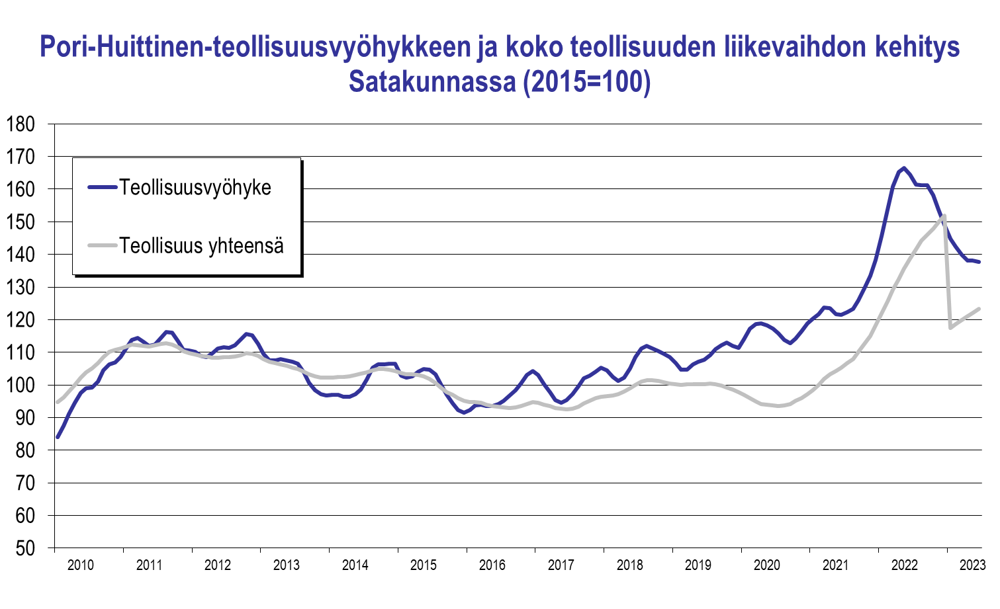 Pori-Huittinen-teollisuusvyöhykkeen ja koko teollisuuden liikevaihdon kehitys
Satakunnassa (2015=100)
180
170
160
150
140
130
120
110
100
90
80
70
60
50
Teollisuusvyöhyke
Teollisuus yhteensä
2010 2011 2012 2013 2014 2015 2016 2017 2018 2019 2020 2021 2022 2023